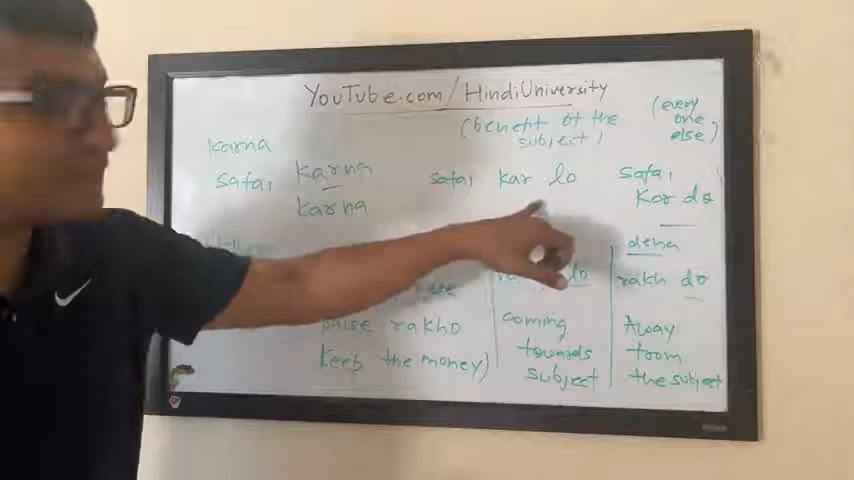 YouTube.com/HindiUniversity
(benefit of the
subject)
(every
one
else)
karna
safai karna
karna
safai kar lo
safai
kar do
dena
lo
rakh do
paise rakho
keep the money)
coming
towards
subject
Away
from
the subject